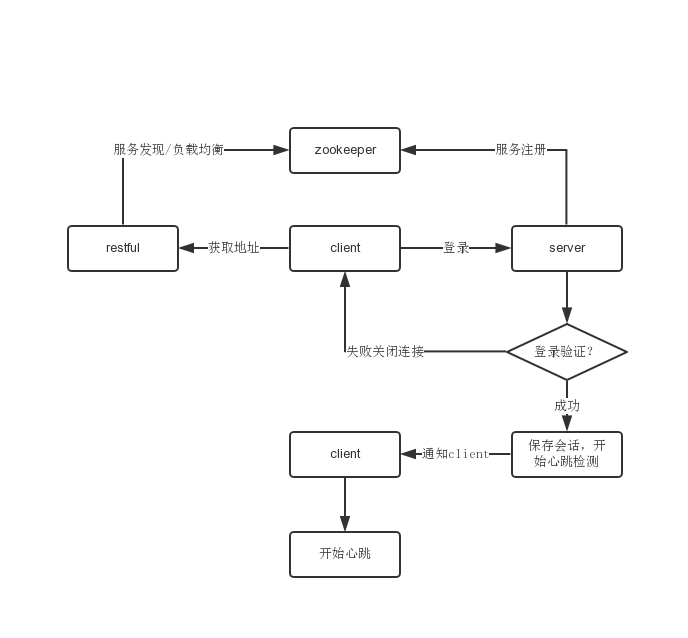 zookeeper
服务发现/负载均衡
服务注册
restful
获取地址
client
登录
server
失败关闭连接
登录验证?
成功
client
通知client
保存会话，开
始心跳检测
开始心跳